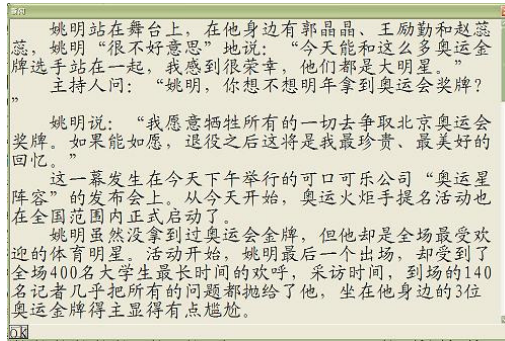 姚明站在舞台上，在他身边有郭晶晶、王励勤和赵蕊
蕊，姚明“很不好意思”地说：“今天能和这么多奥运金
牌选手站在一起，我感到很荣幸，他们都是大明星。”
主持人问：“姚明，你想不想明年拿到奥运会奖牌？
”
姚明说：“我愿意牺牲所有的一切去争取北京奥运会
奖牌。如果能如愿，退役之后这将是我最珍贵、最美好的
回忆。”
这一幕发生在今天下午举行的可口可乐公司“奥运星
阵容”的发布会上。从今天开始，奥运火炬手提名活动也
在全国范围内正式启动了。
姚明虽然没拿到过奥运会金牌，但他却是全场最受欢
迎的体育明星。活动开始，姚明最后一个出场，却受到了
全场400名大学生最长时间的欢呼，采访时间，到场的140
名记者几乎把所有的问题都抛给了他，坐在他身边的3位
奥运金牌得主显得有点尴尬。
OK